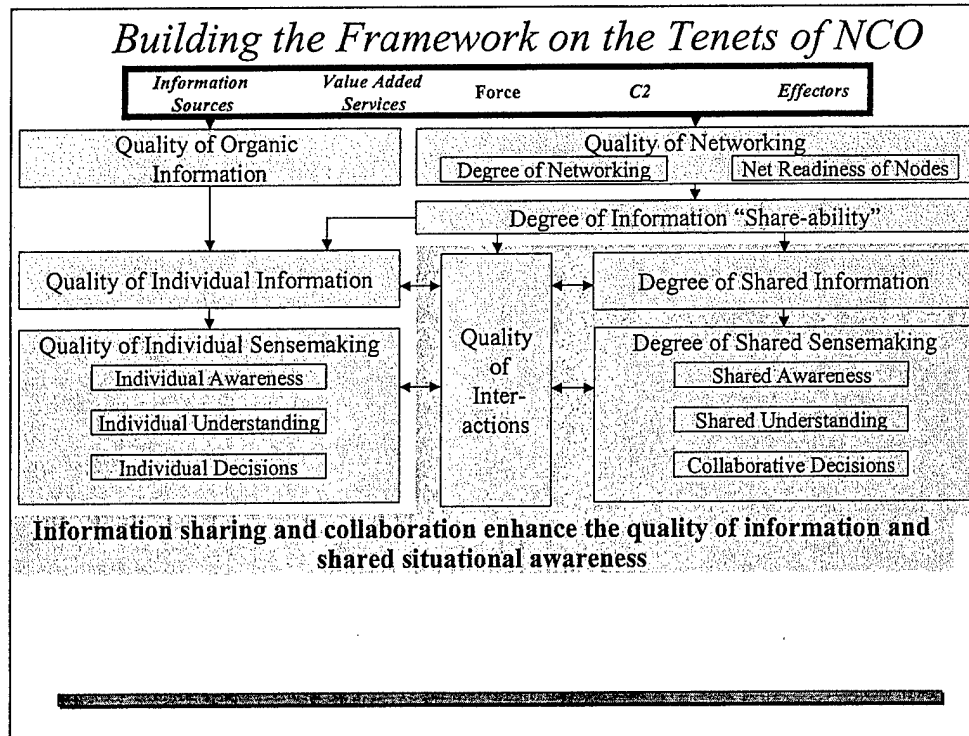 Building the Framework on the Tenets of NCO
Information
Sources
Value Added
Services
Force
C2
Effectors
Quality of Organic
Information
Quality of Networking
Degree of Networking
Net Readiness of Nodes
Degree of Information “Share-ability”
Quality of Individual Information
Quality
of
Inter-
actions
Degree of Shared Information
Quality of Individual Sensemaking
Individual Awareness
Individual Understanding
Individual Decisions
Degree of Shared Sensemaking
Shared Awareness
Shared Understanding
Collaborative Decisions
Information sharing and collaboration enhance the quality of information and
shared situational awareness